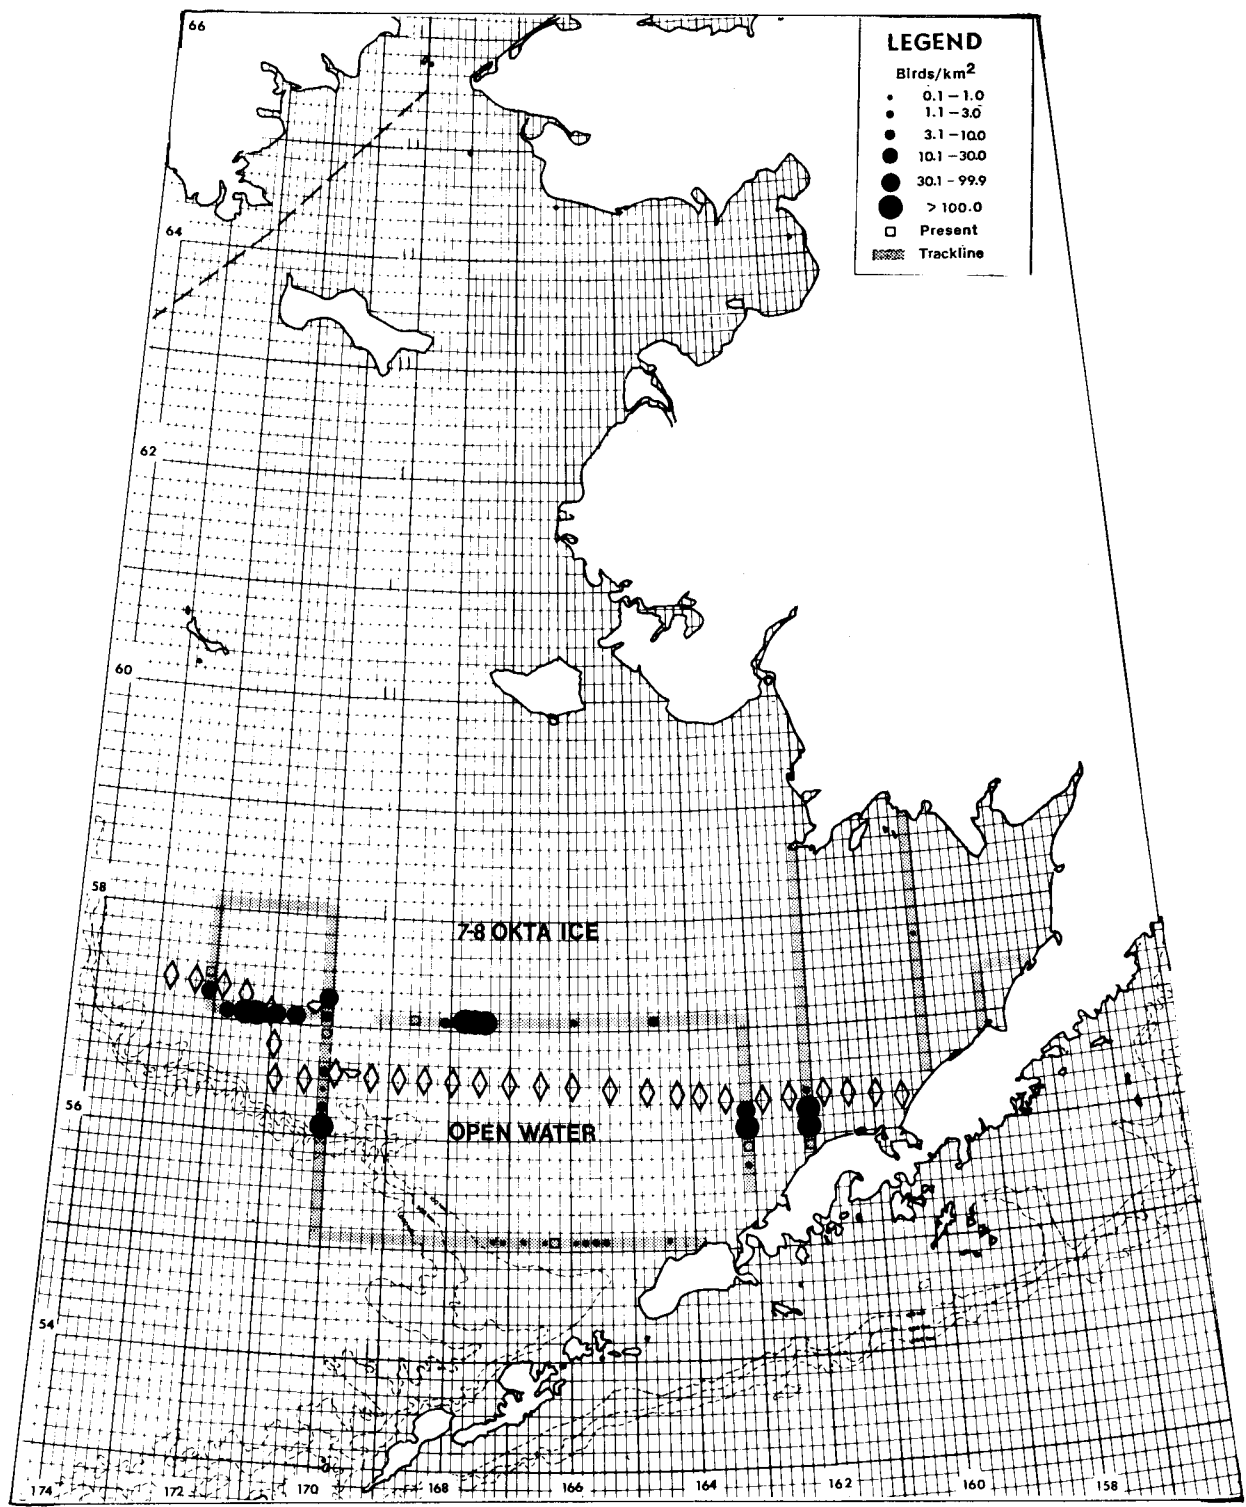 66
LEGEND
Birds/km2
0.1 – 1.0
1.1 – 3.0
3.1 – 10.0
10.1 – 30.0
30.1 – 99.9
> 100.0
Present
Trackline
64
62
60
58
7-8 OKTA ICE
56
OPEN WATER
54
174 172 170 168 166 164 162 160 158